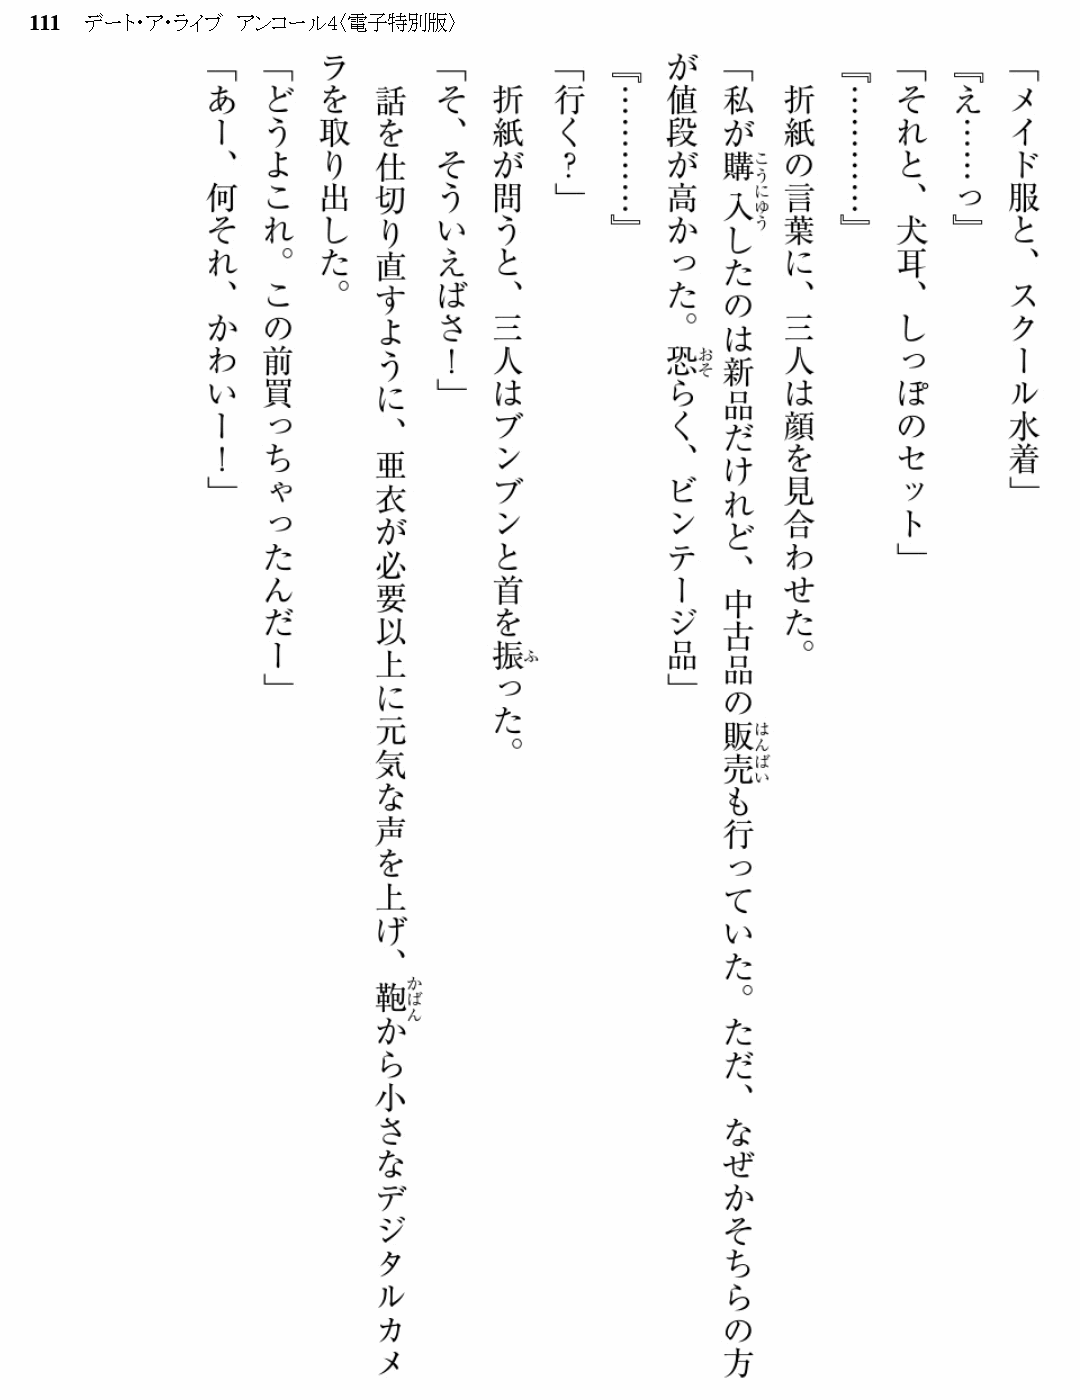 111 デート・ア・ライブ アンコール4〈電子特別版〉
「メイド服と、スクール水着」
『え……っ』
「それと、犬耳、しっぽのセット」
『…………』
折紙の言葉に、三人は顔を見合わせた。
「私が購入したのは新品だけれど、中古品の販売も行っていた。ただ、なぜかそちらの方
が値段が高かった。恐らく、ビンテージ品」
『…………』
「行く?」
折紙が問うと、三人はブンブンと首を振った。
「そ、そういえばさ!」
話を仕切り直すように、亜衣が必要以上に元気な声を上げ、鞄から小さなデジタルカメ
ラを取り出した。
「どうよこれ。この前買っちゃったんだー」
「あー、何それ、かわいー!」